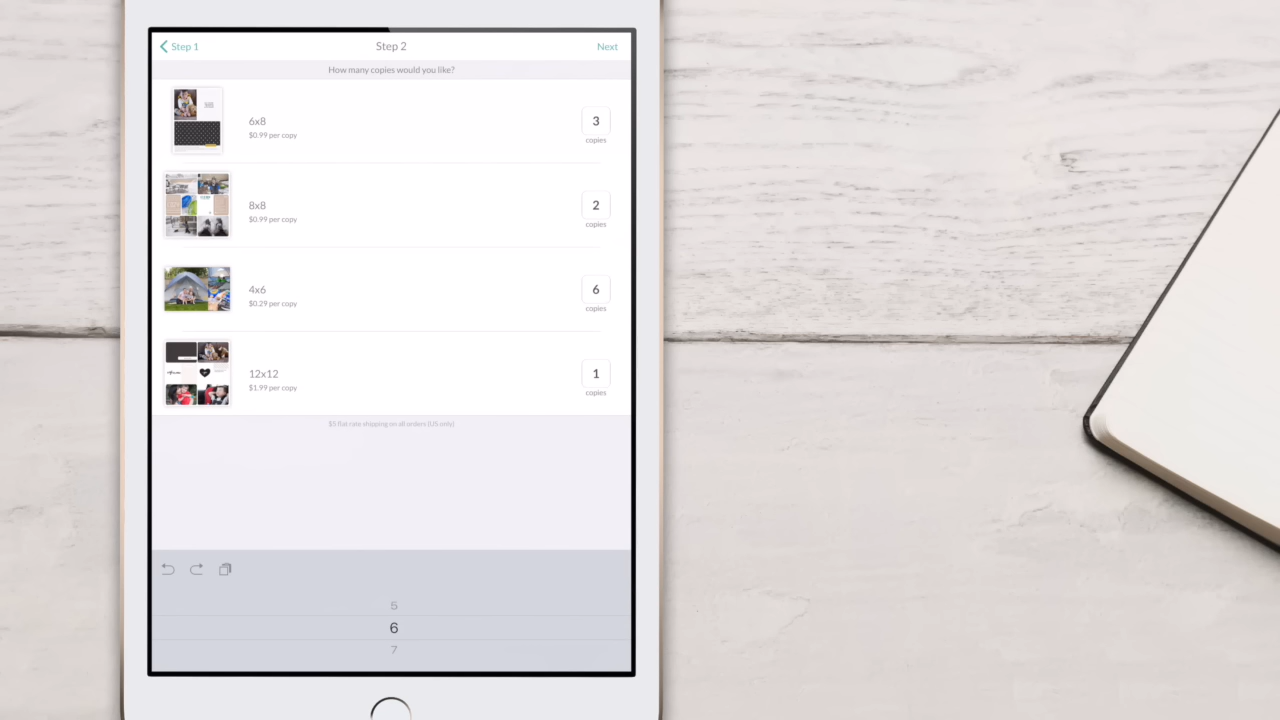 Step 1
Step 2
Next
How many copies would you like?
6x8
$0.99 per copy
3
copies
8x8
$0.99 per copy
2
copies
4x6
$0.29 per copy
6
copies
12x12
$1.99 per copy
1
copies
$5 flat rate shipping on all orders (US only)
5
6
7